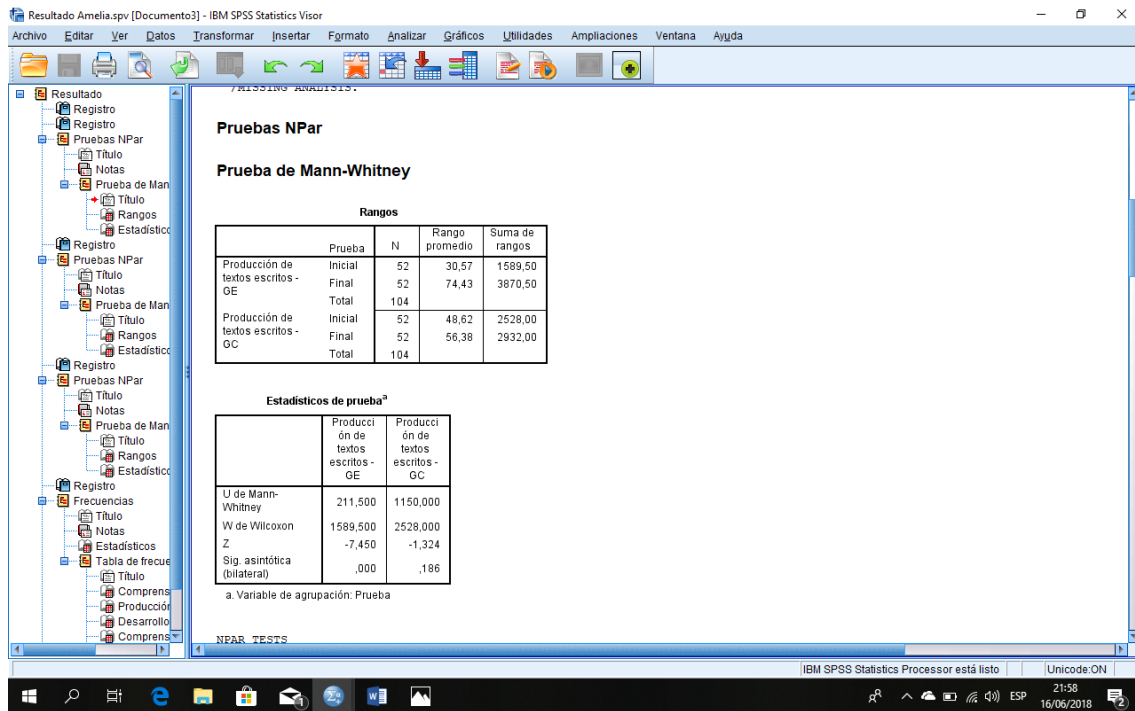 Resultado Amelia.spv [Documento3] - IBM SPSS Statistics Visor
Archivo Editar Ver Datos Transformar Insertar Formato Analizar Gráficos Utilidades Ampliaciones Ventana Ayuda
Resultado
Registro
Registro
Pruebas NPar
Título
Notas
Prueba de Man
Título
Rangos
Estadístic
Registro
Pruebas NPar
Título
Notas
Prueba de Man
Título
Rangos
Estadístic
Registro
Pruebas NPar
Título
Notas
Prueba de Man
Título
Rangos
Estadístic
Registro
Frecuencias
Título
Notas
Estadísticos
Tabla de frecue
Título
Comprens
Producción
Desarrollo
Comprens
/MISSING ANALYSIS.
Pruebas NPar
Prueba de Mann-Whitney
Rangos
Prueba N Rango promedio Suma de rangos
Producción de textos escritos - GE Inicial 52 30,57 1589,50
Final 52 74,43 3870,50
Total 104
Producción de textos escritos - GC Inicial 52 48,62 2528,00
Final 52 56,38 2932,00
Total 104
Estadísticos de prueba a
Producción de textos escritos - GE Producción de textos escritos - GC
U de Mann-Whitney 211,500 1150,000
W de Wilcoxon 1589,500 2528,000
Z -7,450 -1,324
Sig. asintótica (bilateral) ,000 ,186
a. Variable de agrupación: Prueba
NPAR TESTS
IBM SPSS Statistics Processor está listo Unicode:ON
ESP 21:58
16/06/2018